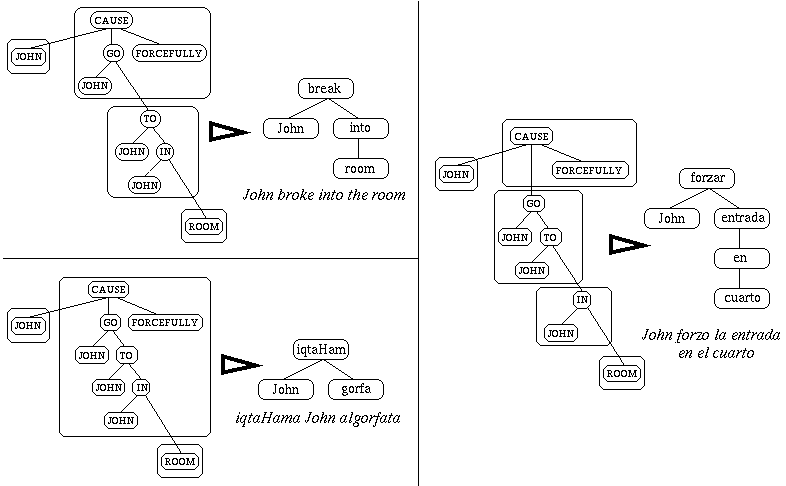 CAUSE
JOHN
GO
FORCEFULLY
JOHN
TO
JOHN
IN
JOHN
ROOM
break
John
into
room
John broke into the room
CAUSE
JOHN
GO
FORCEFULLY
JOHN
TO
JOHN
IN
JOHN
ROOM
iqtaHam
John
gorfa
iqtaHama John algorfata
CAUSE
JOHN
FORCEFULLY
GO
JOHN
TO
JOHN
IN
JOHN
ROOM
forzar
John
entrada
en
cuarto
John forzo la entrada
en el cuarto